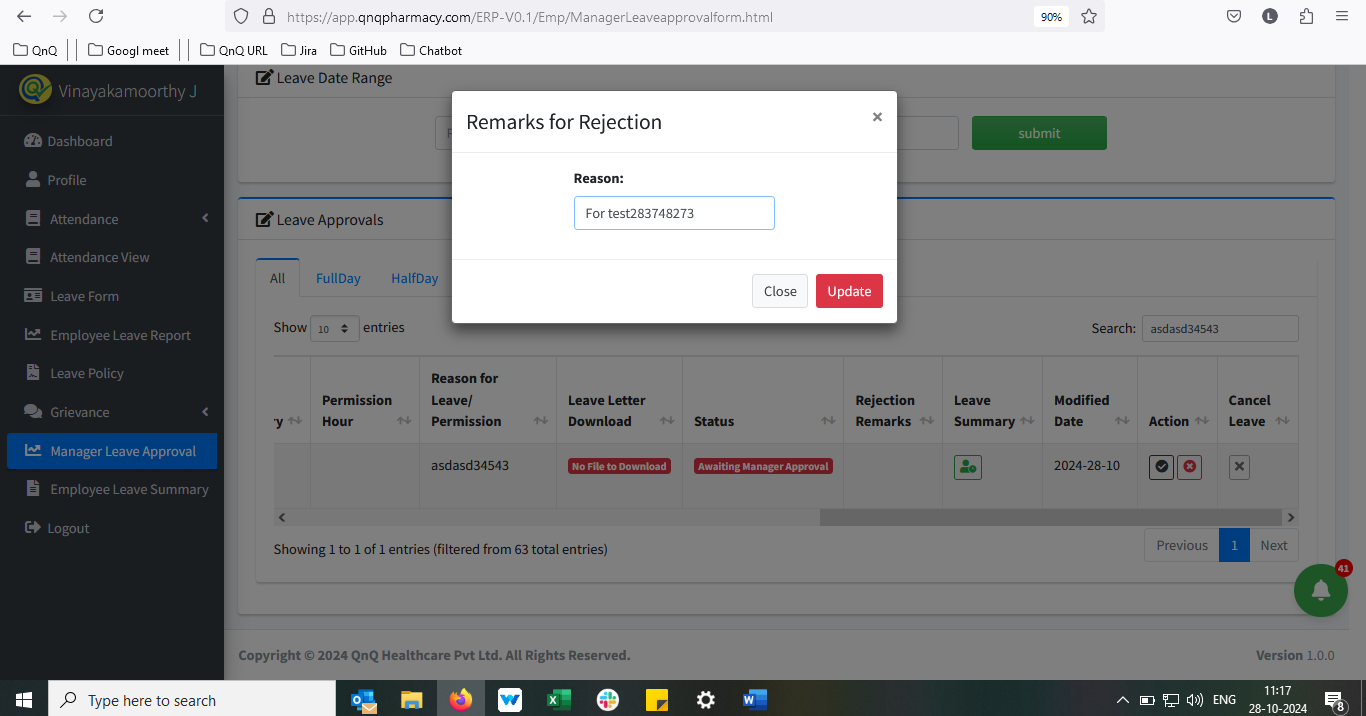 https://app.qnqpharmacy.com/ERP-V0.1/Emp/ManagerLeaveapprovalform.html
90%
L
QnQ
Googl meet
QnQ URL
Jira
GitHub
Chatbot
Vinayakamoorthy J
Dashboard
Profile
Attendance
Attendance View
Leave Form
Employee Leave Report
Leave Policy
Grievance
Manager Leave Approval
Employee Leave Summary
Logout
Leave Date Range
submit
Remarks for Rejection
×
Reason:
For test283748273
Close
Update
Leave Approvals
All
FullDay
HalfDay
Show 10 entries
Search: asdasd34543
Permission Hour
Reason for Leave/ Permission
Leave Letter Download
Status
Rejection Remarks
Leave Summary
Modified Date
Action
Cancel Leave
asdasd34543
No File to Download
Awaiting Manager Approval
2024-28-10
Showing 1 to 1 of 1 entries (filtered from 63 total entries)
Previous
1
Next
41
Copyright © 2024 QnQ Healthcare Pvt Ltd. All Rights Reserved.
Version 1.0.0
Type here to search
ENG
11:17
28-10-2024
8